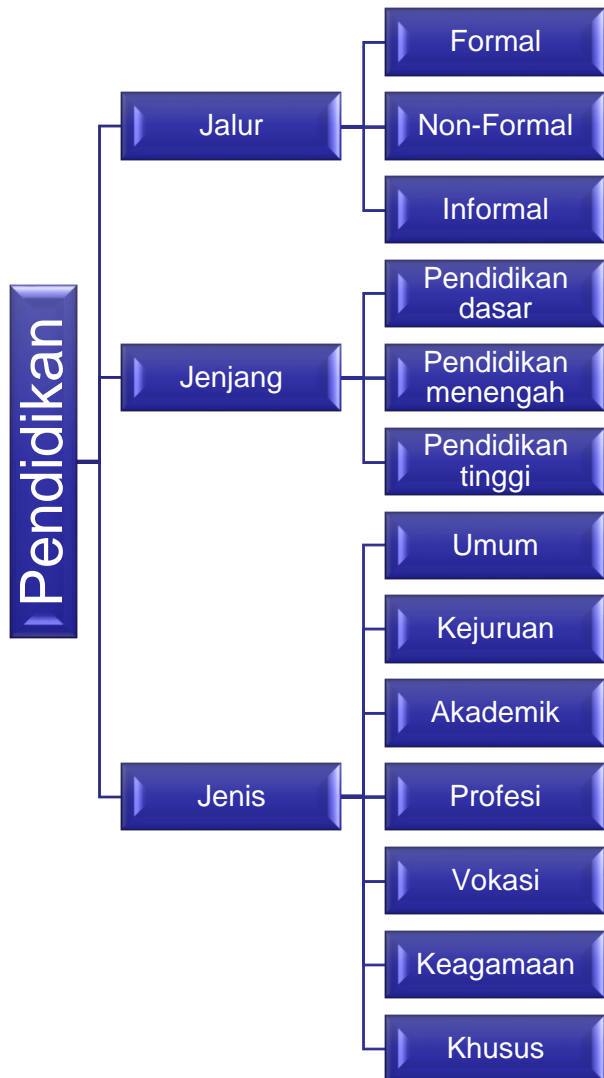 Pendidikan
Jalur
Formal
Non-Formal
Informal
Jenjang
Pendidikan
dasar
Pendidikan
menengah
Pendidikan
tinggi
Jenis
Umum
Kejuruan
Akademik
Profesi
Vokasi
Keagamaan
Khusus